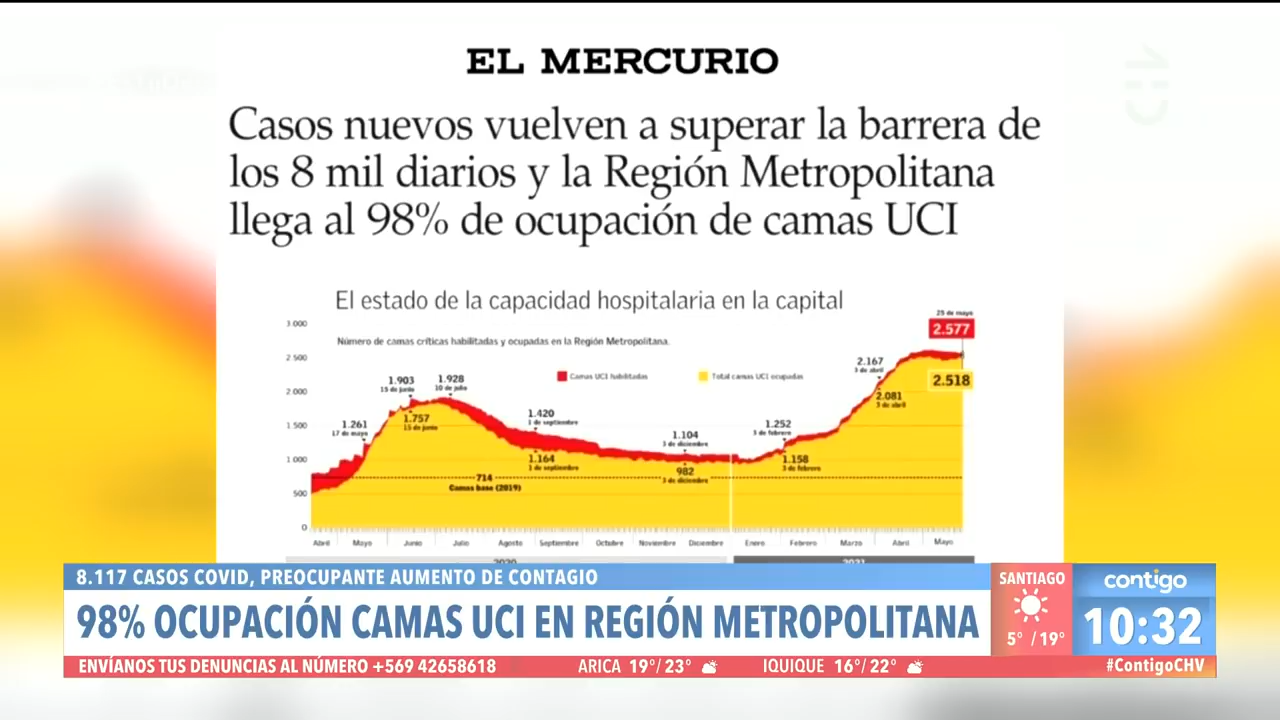 EL MERCURIO
Casos nuevos vuelven a superar la barrera de
los 8 mil diarios y la Región Metropolitana
llega al 98% de ocupación de camas UCI
El estado de la capacidad hospitalaria en la capital
Número de camas críticas habilitadas y ocupadas en la Región Metropolitana.
Camas UCI habilitadas
Total camas UCI ocupadas
3 000
2 500
2 000
1 500
1 000
500
0
1.261
17 de mayo
1.903
15 de junio
1.757
15 de junio
1.928
10 de julio
1.420
1 de septiembre
1.164
1 de septiembre
1.104
3 de diciembre
982
3 de diciembre
1.252
3 de febrero
1.158
3 de febrero
2.167
3 de abril
2.081
3 de abril
25 de mayo
2.577
2.518
714
Camas base (2019)
Abril Mayo Junio Julio Agosto Septiembre Octubre Noviembre Diciembre Enero Febrero Marzo Abril Mayo
2020 2021
8.117 CASOS COVID, PREOCUPANTE AUMENTO DE CONTAGIO
98% OCUPACIÓN CAMAS UCI EN REGIÓN METROPOLITANA
SANTIAGO
5° / 19°
contigo
10:32
ENVÍANOS TUS DENUNCIAS AL NÚMERO +569 42658618
ARICA 19°/23°
IQUIQUE 16°/22°
#ContigoCHV